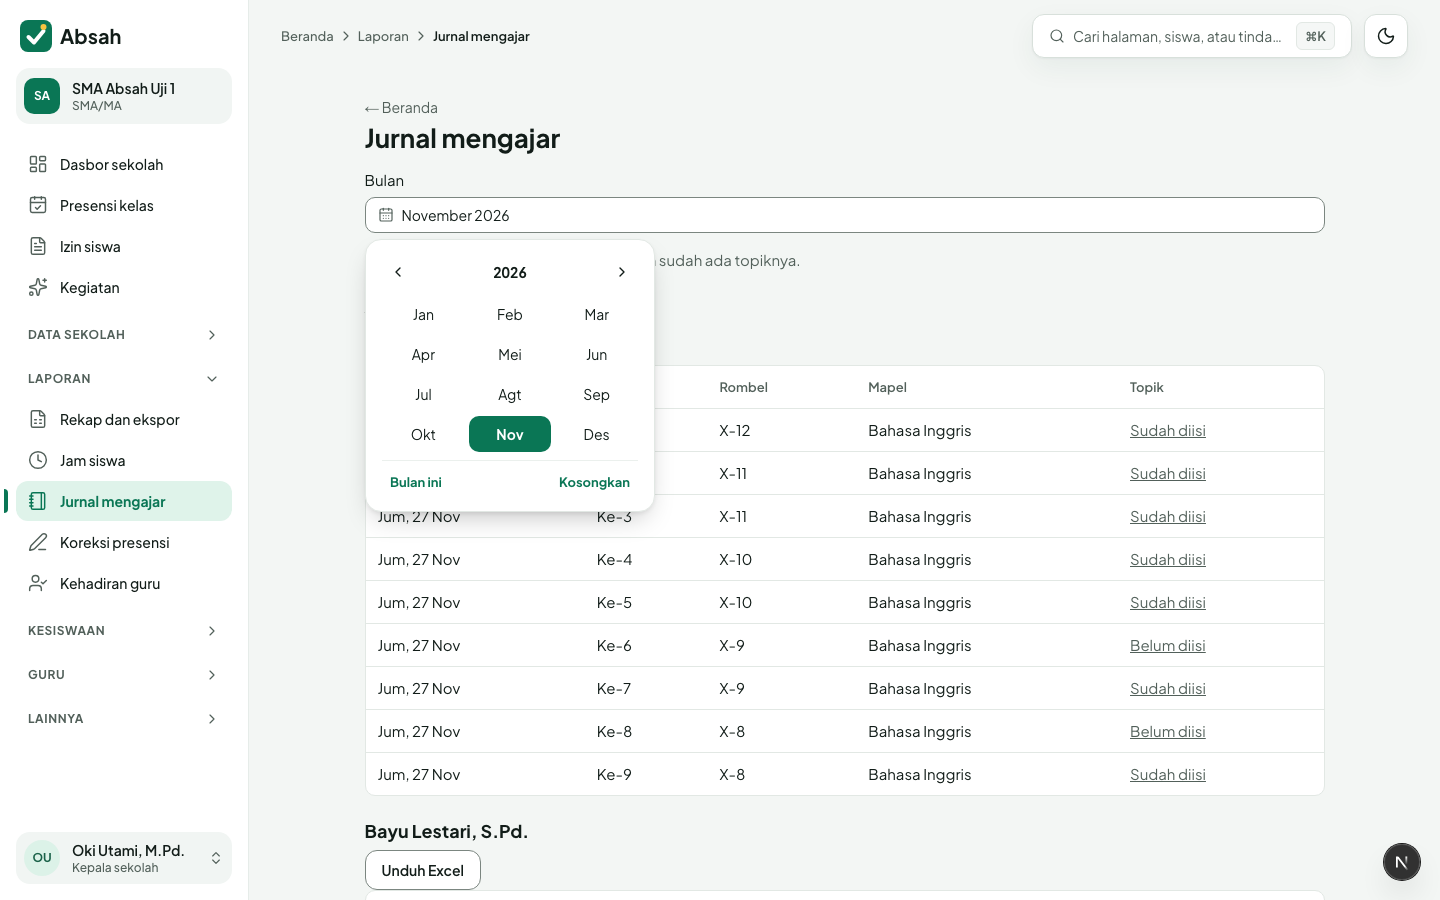 Absah
SA
SMA Absah Uji 1
SMA/MA
Dasbor sekolah
Presensi kelas
Izin siswa
Kegiatan
DATA SEKOLAH
LAPORAN
Rekap dan ekspor
Jam siswa
Jurnal mengajar
Koreksi presensi
Kehadiran guru
KESISWAAN
GURU
LAINNYA
OU
Oki Utami, M.Pd.
Kepala sekolah
Beranda > Laporan > Jurnal mengajar
Cari halaman, siswa, atau tinda... ⌘K
← Beranda
Jurnal mengajar
Bulan
November 2026
sudah ada topiknya.
2026
Jan Feb Mar
Apr Mei Jun
Jul Agt Sep
Okt Nov Des
Bulan ini Kosongkan
Rombel Mapel Topik
X-12 Bahasa Inggris Sudah diisi
X-11 Bahasa Inggris Sudah diisi
Jum, 27 Nov Ke-3 X-11 Bahasa Inggris Sudah diisi
Jum, 27 Nov Ke-4 X-10 Bahasa Inggris Sudah diisi
Jum, 27 Nov Ke-5 X-10 Bahasa Inggris Sudah diisi
Jum, 27 Nov Ke-6 X-9 Bahasa Inggris Belum diisi
Jum, 27 Nov Ke-7 X-9 Bahasa Inggris Sudah diisi
Jum, 27 Nov Ke-8 X-8 Bahasa Inggris Belum diisi
Jum, 27 Nov Ke-9 X-8 Bahasa Inggris Sudah diisi
Bayu Lestari, S.Pd.
Unduh Excel
N